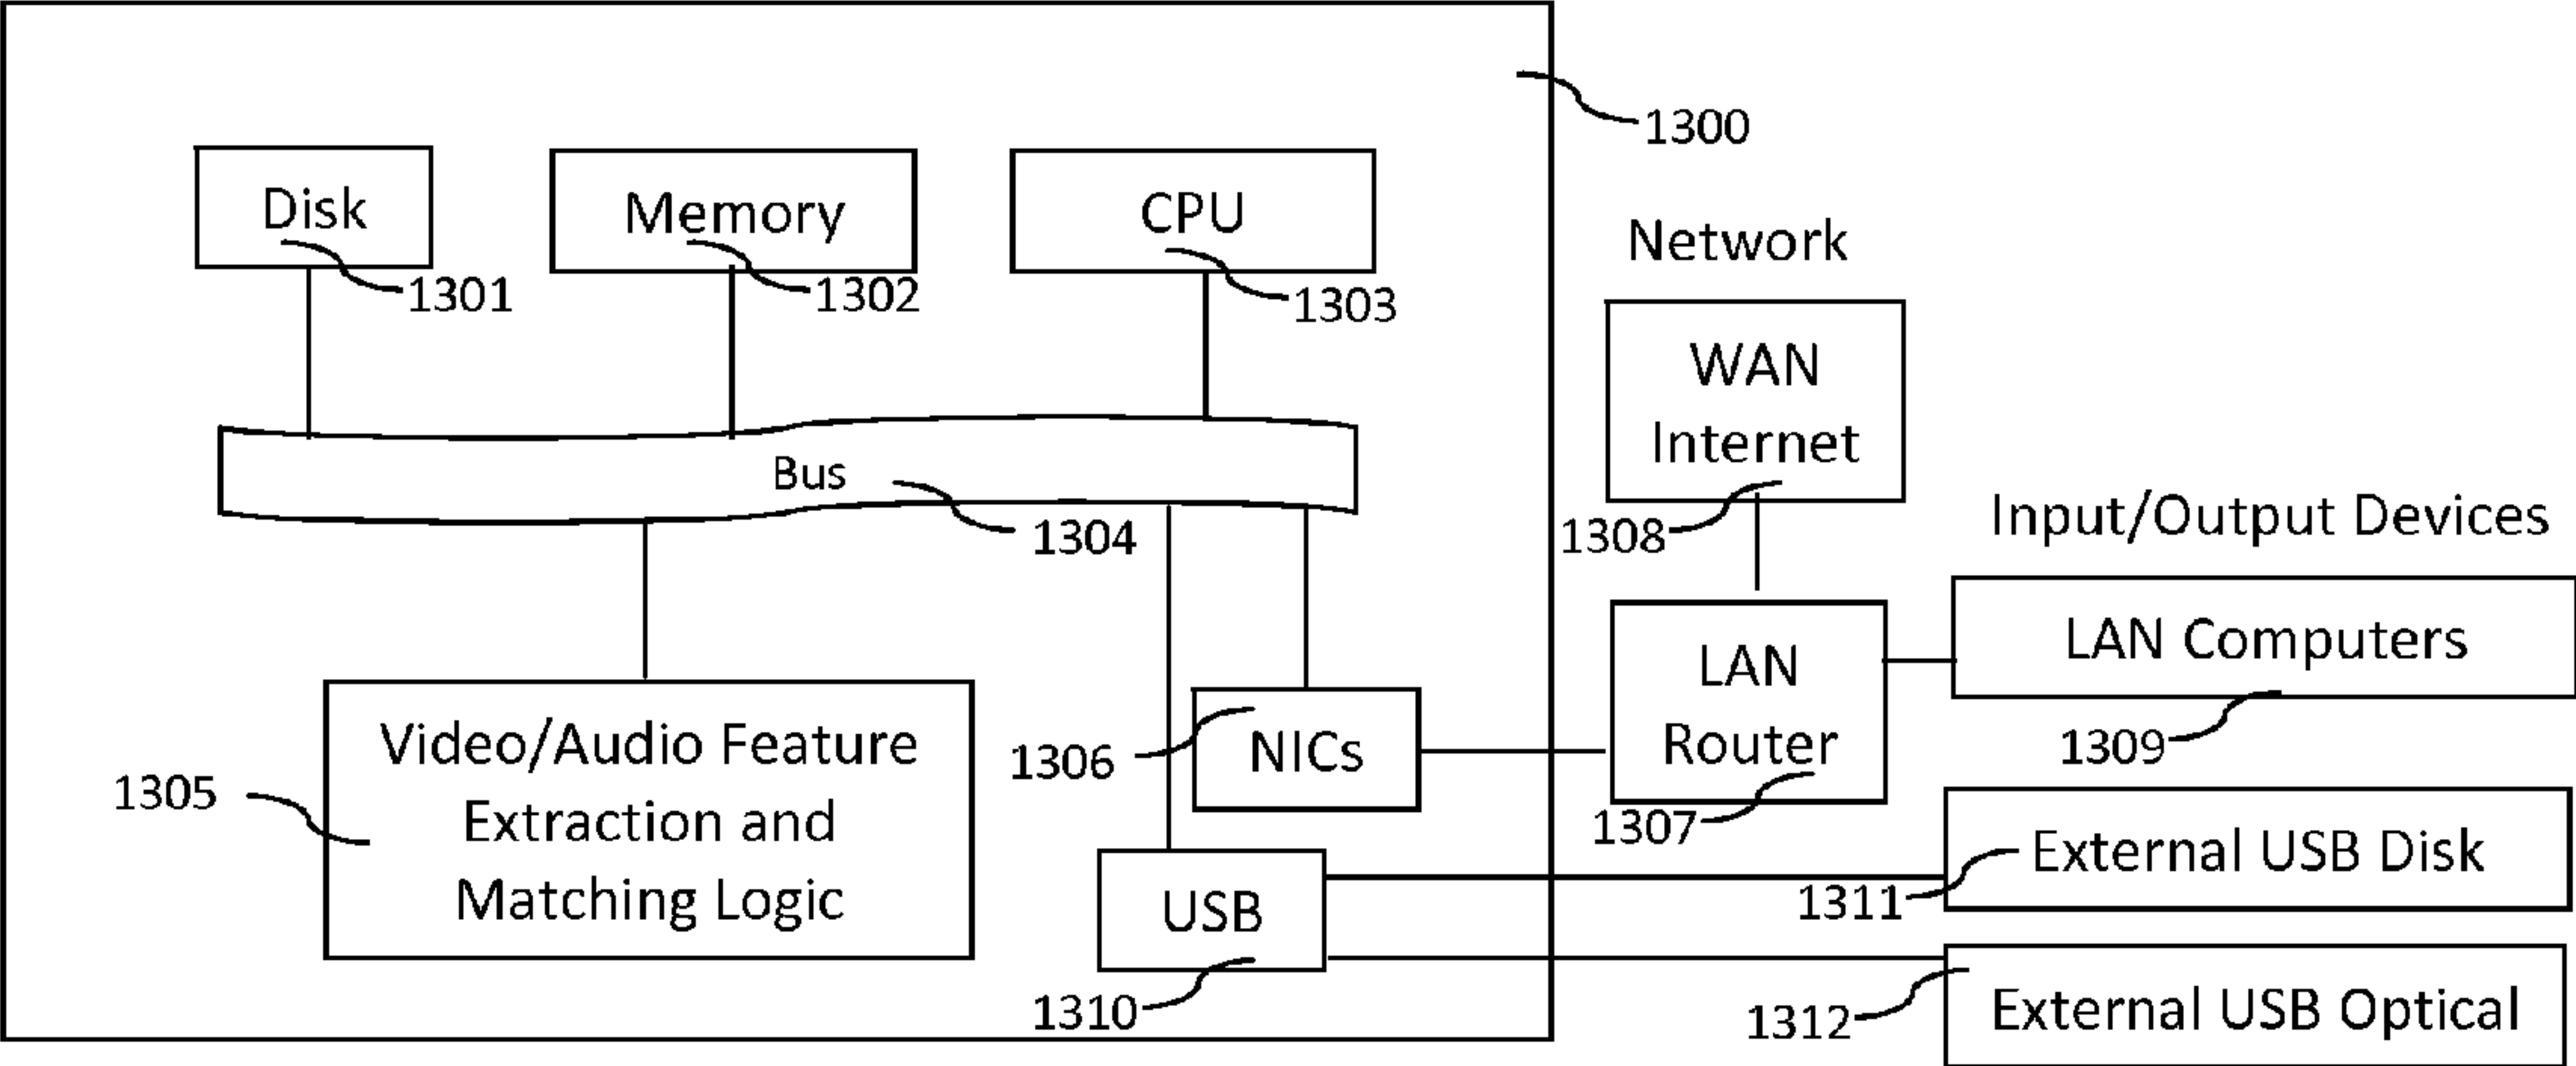 1300
Disk
1301
Memory
1302
CPU
1303
Network
WAN
Internet
1308
Bus
1304
Input/Output Devices
LAN Computers
1309
LAN
Router
1307
Video/Audio Feature
Extraction and
Matching Logic
1305
1306
NICs
External USB Disk
1311
USB
1310
External USB Optical
1312